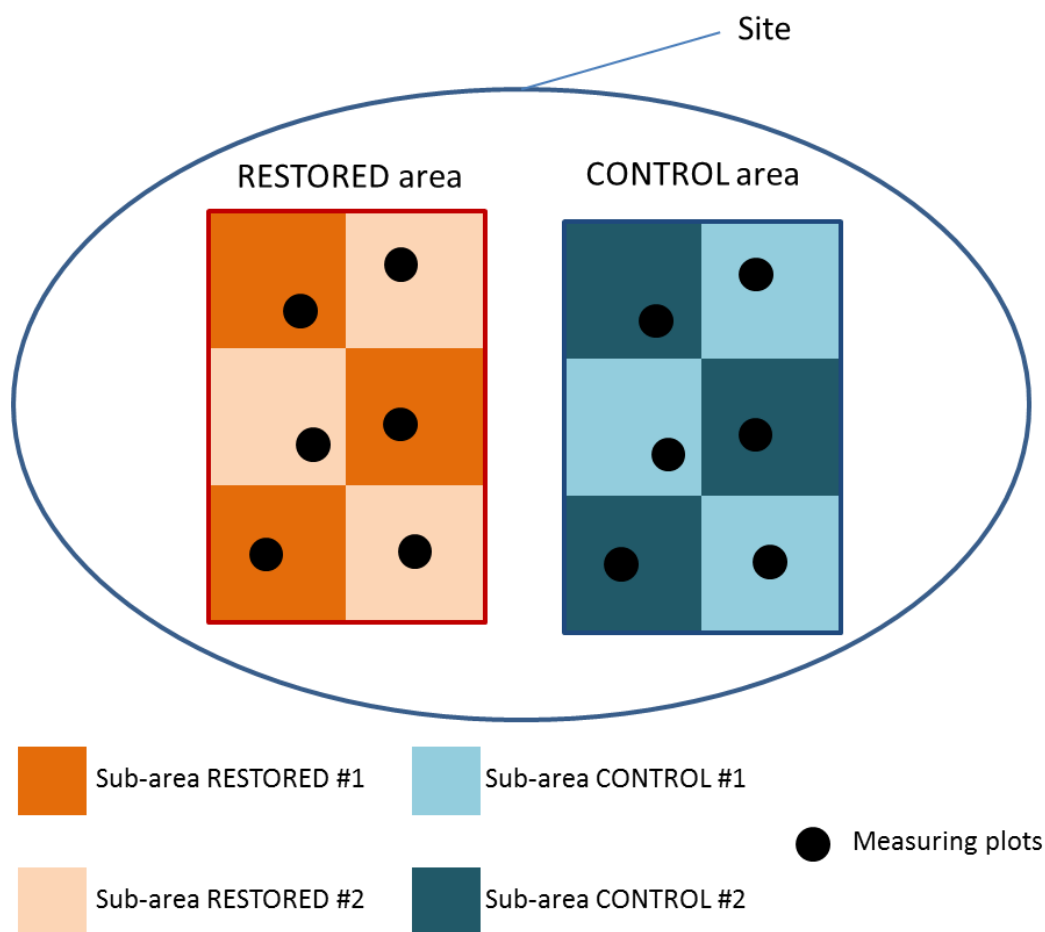 Site
RESTORED area
CONTROL area
Sub-area RESTORED #1
Sub-area CONTROL #1
Measuring plots
Sub-area RESTORED #2
Sub-area CONTROL #2